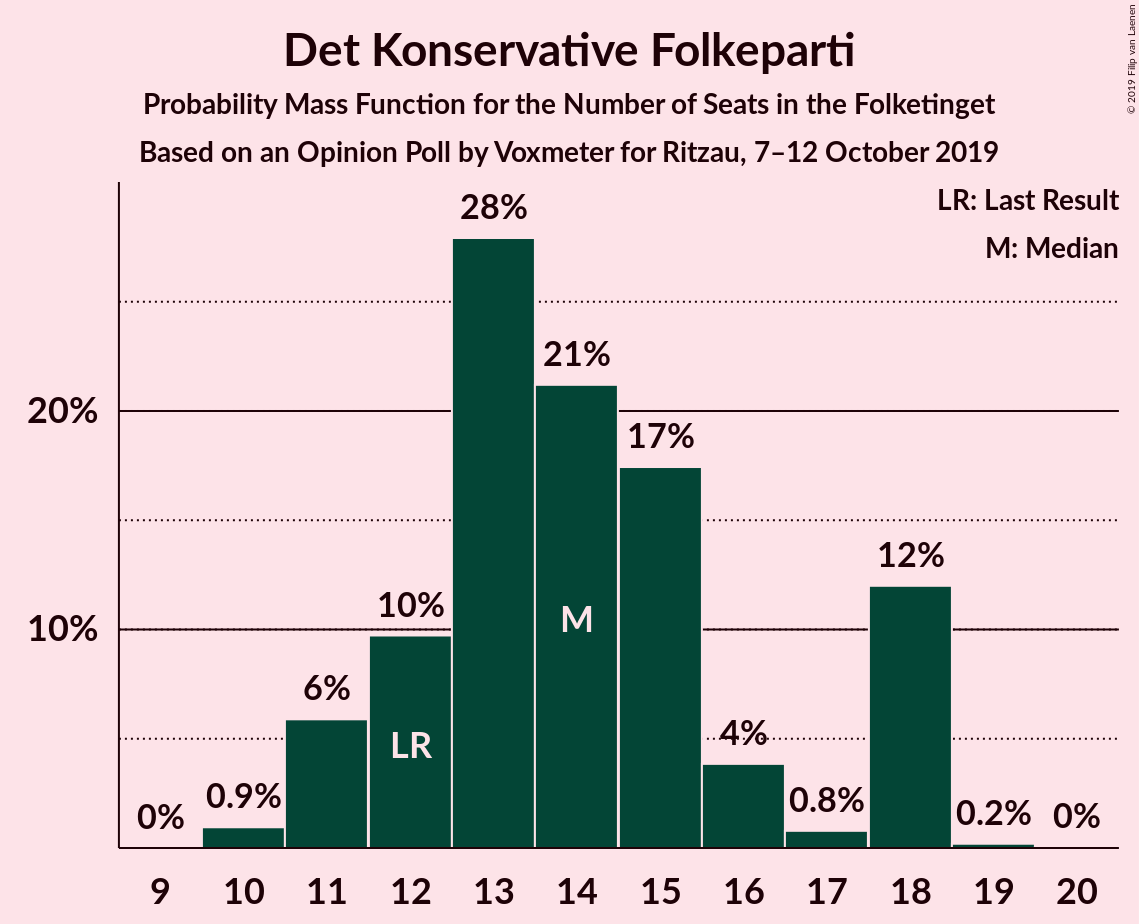 Det Konservative Folkeparti
Probability Mass Function for the Number of Seats in the Folketinget
Based on an Opinion Poll by Voxmeter for Ritzau, 7–12 October 2019
© 2019 Filip van Laenen
LR: Last Result
M: Median
28%
21%
20%
17%
12%
10%
10%
M
6%
LR
4%
0%
0.9%
0.8%
0.2%
0%
9 10 11 12 13 14 15 16 17 18 19 20